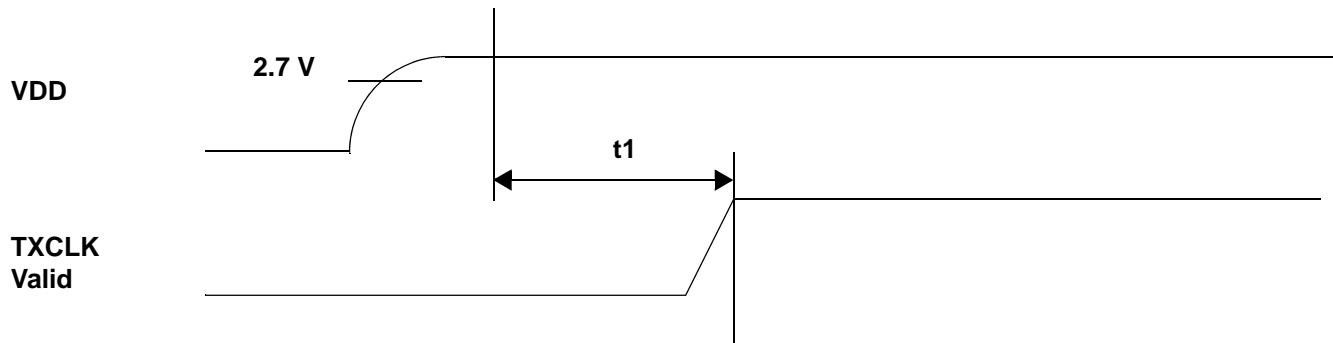 2.7 V
VDD
t1
TXCLK
Valid